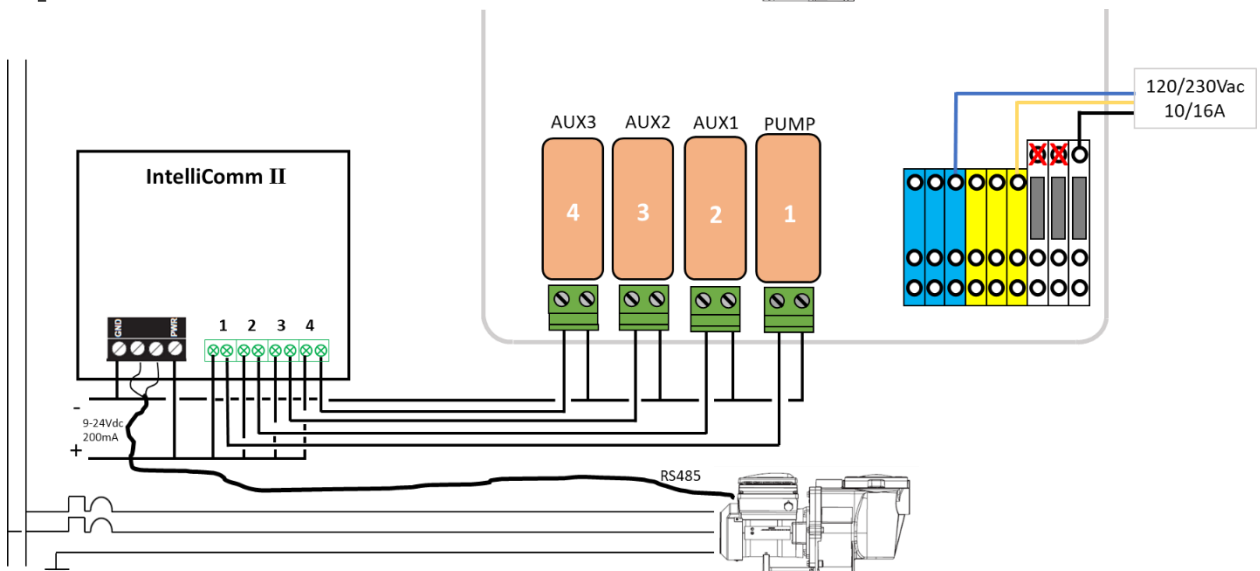 120/230Vac
10/16A
AUX3 AUX2 AUX1 PUMP
IntelliComm II
4 3 2 1
GND PWR
1 2 3 4
-
9-24Vdc
200mA
+
RS485